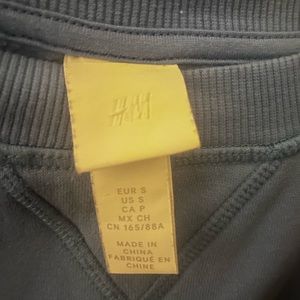 H&M
EUR S
US S
CA P
MX CH
CN 165/88A
MADE IN
CHINA
FABRIQUÉ EN
CHINE